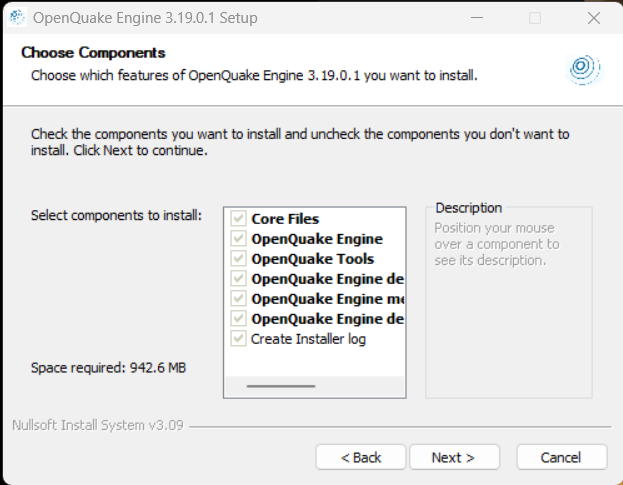 OpenQuake Engine 3.19.0.1 Setup
Choose Components
Choose which features of OpenQuake Engine 3.19.0.1 you want to install.
Check the components you want to install and uncheck the components you don't want to
install. Click Next to continue.
Select components to install:
Core Files
OpenQuake Engine
OpenQuake Tools
OpenQuake Engine de
OpenQuake Engine me
OpenQuake Engine de
Create Installer log
Description
Position your mouse
over a component to
see its description.
Space required: 942.6 MB
Nullsoft Install System v3.09
< Back
Next >
Cancel